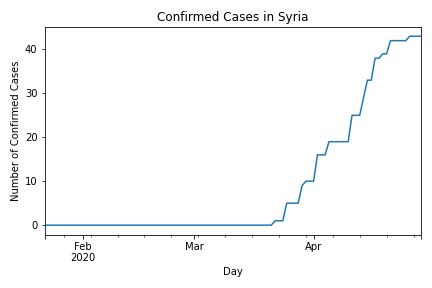 Confirmed Cases in Syria
Number of Confirmed Cases
40
30
20
10
0
Feb
2020
Mar
Apr
Day